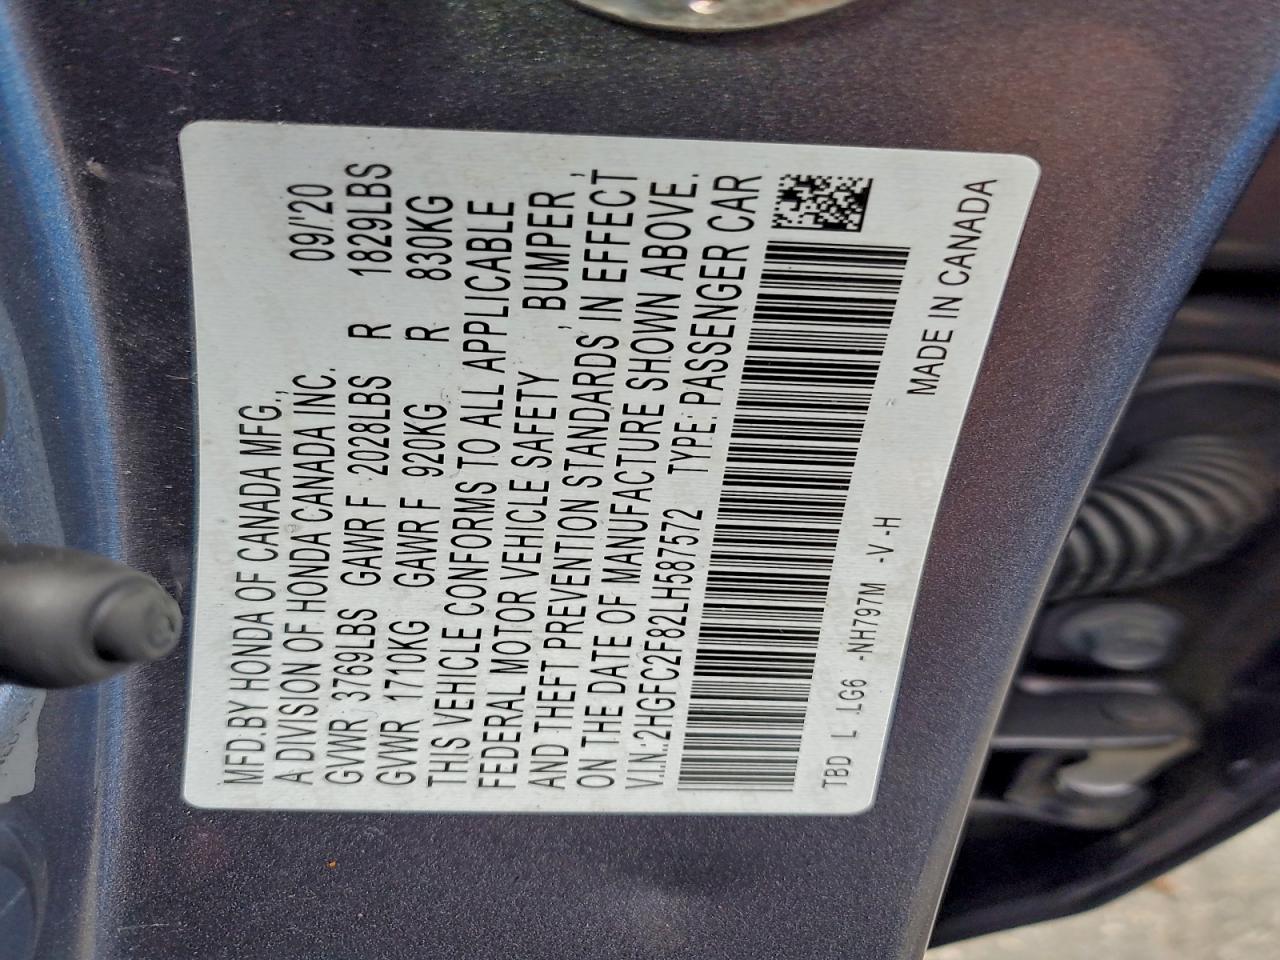 MFD.BY HONDA OF CANADA MFG.,
A DIVISION OF HONDA CANADA INC. 09/'20
GVWR 3769LBS GAWR F 2028LBS R 1829LBS
GVWR 1710KG GAWR F 920KG R 830KG
THIS VEHICLE CONFORMS TO ALL APPLICABLE
FEDERAL MOTOR VEHICLE SAFETY , BUMPER ,
AND THEFT PREVENTION STANDARDS IN EFFECT
ON THE DATE OF MANUFACTURE SHOWN ABOVE.
V.I.N.:2HGFC2F82LH587572 TYPE:PASSENGER CAR
TBD L .LG6 -NH797M -V -H
MADE IN CANADA